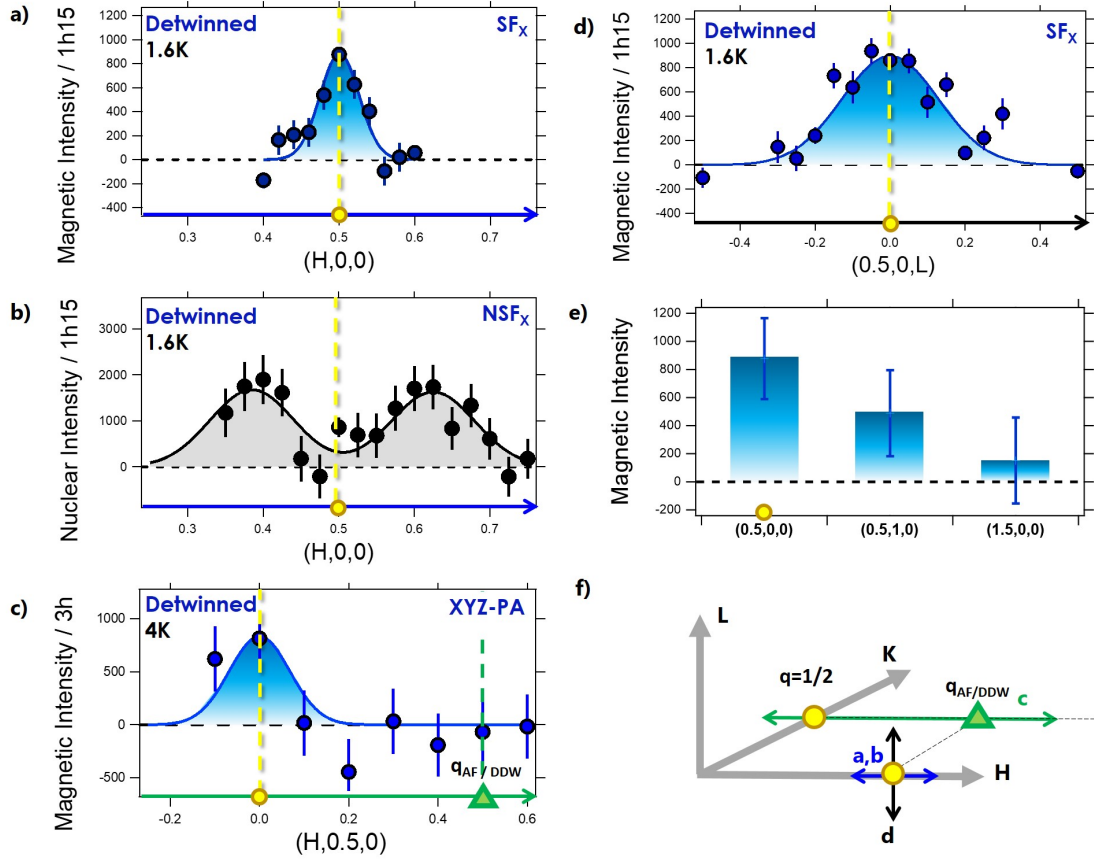 a)
Detwinned
1.6K
SFX
Magnetic Intensity / 1h15
1000
800
600
400
200
0
-200
-400
0.3
0.4
0.5
0.6
0.7
(H,0,0)
b)
Detwinned
1.6K
NSFX
Nuclear Intensity / 1h15
3000
2000
1000
0
0.3
0.4
0.5
0.6
0.7
(H,0,0)
c)
Detwinned
4K
XYZ-PA
Magnetic Intensity / 3h
1000
500
0
-500
qAF / DDW
-0.2
0.0
0.2
0.4
0.6
(H,0.5,0)
d)
Detwinned
1.6K
SFX
Magnetic Intensity / 1h15
1200
1000
800
600
400
200
0
-200
-400
-0.4
-0.2
0.0
0.2
0.4
(0.5,0,L)
e)
Magnetic Intensity
1200
1000
800
600
400
200
0
-200
(0.5,0,0)
(0.5,1,0)
(1.5,0,0)
f)
L
K
q=1/2
qAF/DDW
c
a,b
H
d